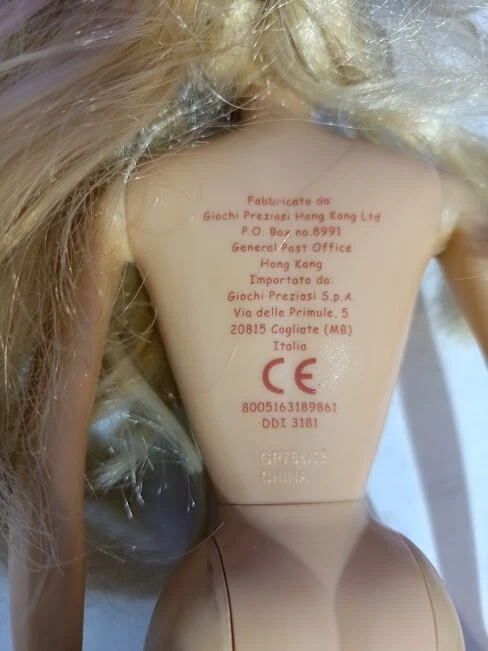 Fabbricato da:
Giochi Preziosi Hong Kong Ltd
P.O. Box no.8991
General Post Office
Hong Kong
Importato da:
Giochi Preziosi S.p.A.
Via delle Primule, 5
20815 Cogliate (MB)
Italia
CE
8005163189861
DDI 3181
CHINA